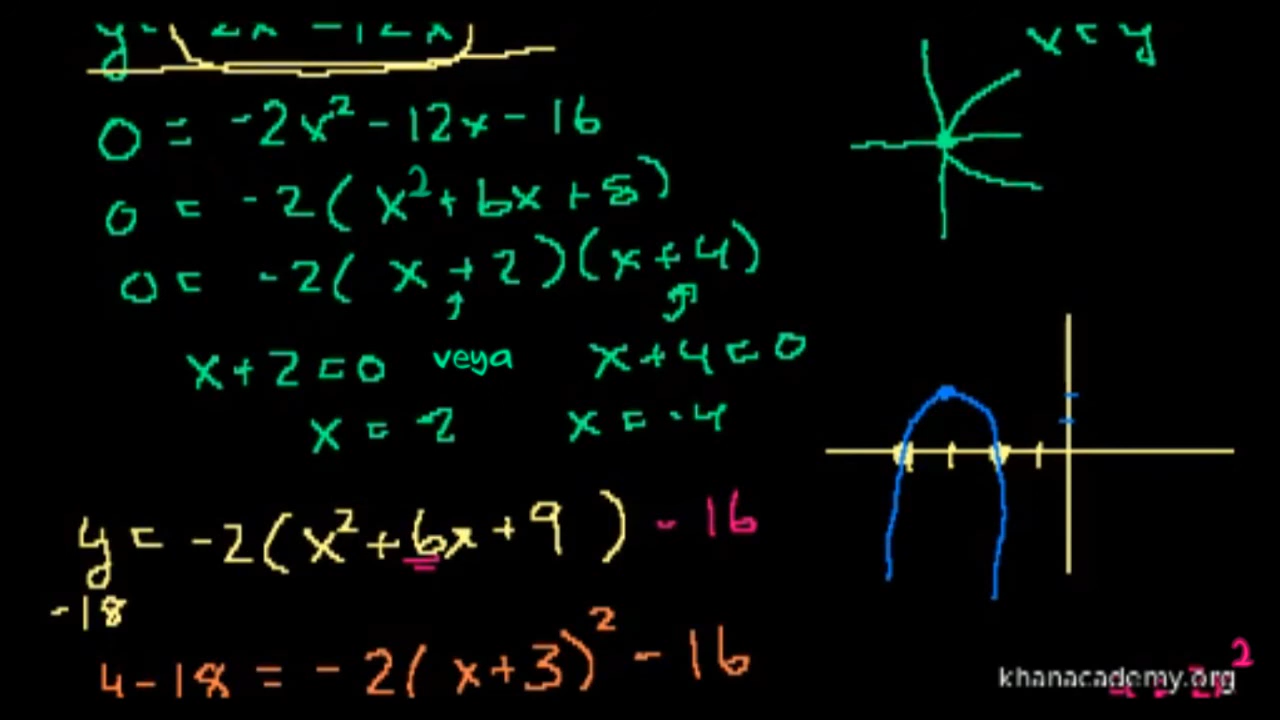 x = y
0 = -2x² - 12x - 16
0 = -2(x² + 6x + 8)
0 = -2(x + 2)(x + 4)
x + 2 = 0 veya x + 4 = 0
x = -2 x = -4
y = -2(x² + 6x + 9) - 16
-18
y - 18 = -2(x + 3)² - 16
khanacademy.org